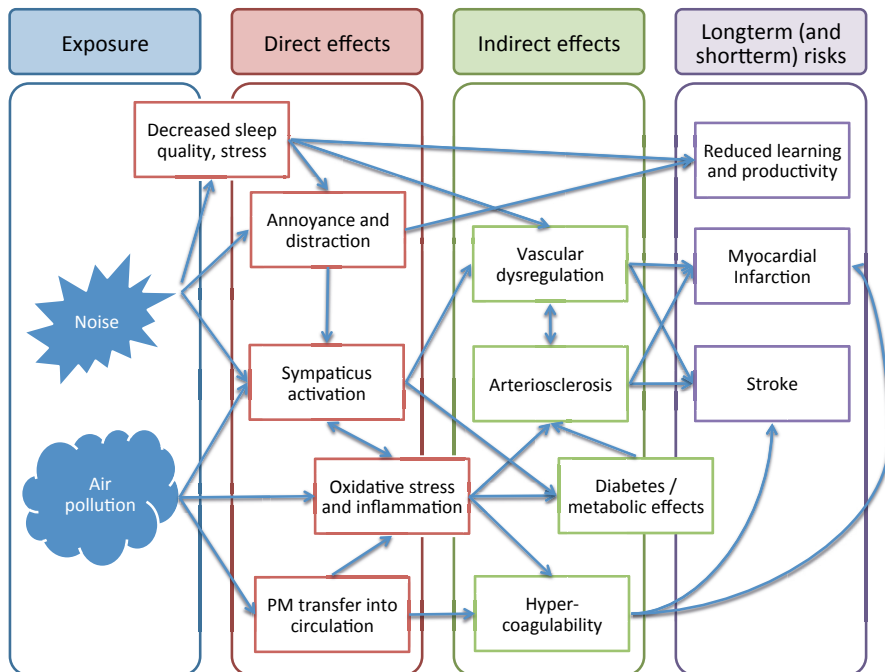 Exposure
Direct effects
Indirect effects
Longterm (and
shortterm) risks
Decreased sleep
quality, stress
Reduced learning
and productivity
Annoyance and
distraction
Vascular
dysregulation
Myocardial
Infarction
Noise
Sympaticus
activation
Arteriosclerosis
Stroke
Air
pollution
Oxidative stress
and inflammation
Diabetes /
metabolic effects
PM transfer into
circulation
Hyper-
coagulability